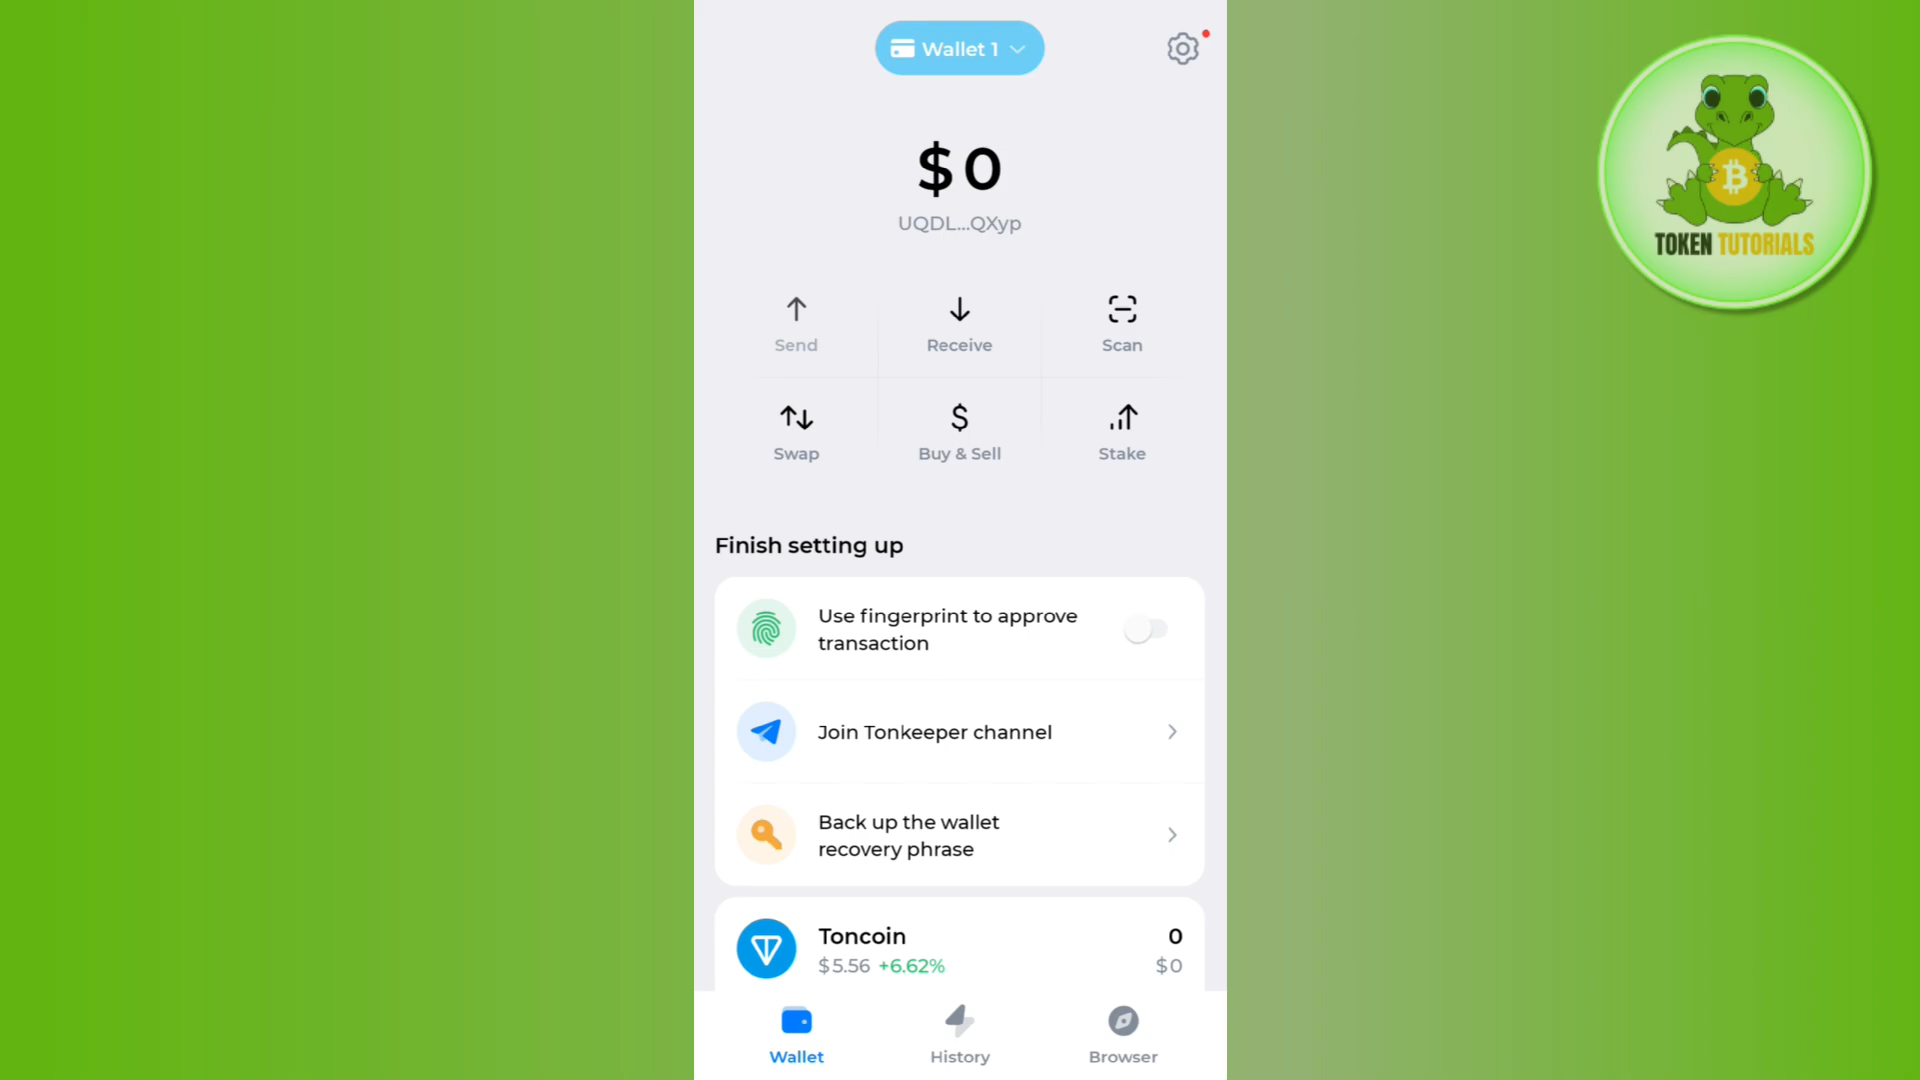 Wallet 1
$0
UQDL...QXyp
Send
Receive
Scan
Swap
Buy & Sell
Stake
Finish setting up
Use fingerprint to approve
transaction
Join Tonkeeper channel
Back up the wallet
recovery phrase
Toncoin
0
$5.56 +6.62%
$0
Wallet
History
Browser
TOKEN TUTORIALS